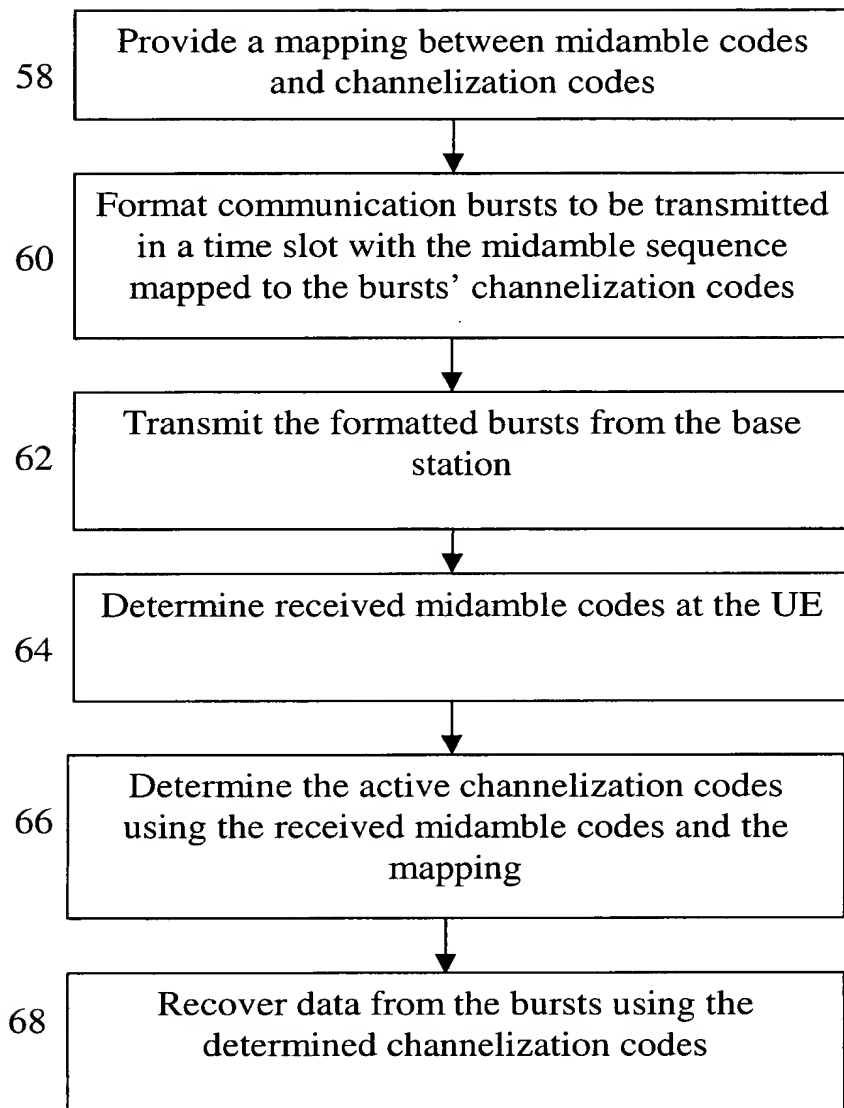 58
Provide a mapping between midamble codes
and channelization codes
60
Format communication bursts to be transmitted
in a time slot with the midamble sequence
mapped to the bursts’ channelization codes
62
Transmit the formatted bursts from the base
station
64
Determine received midamble codes at the UE
66
Determine the active channelization codes
using the received midamble codes and the
mapping
68
Recover data from the bursts using the
determined channelization codes